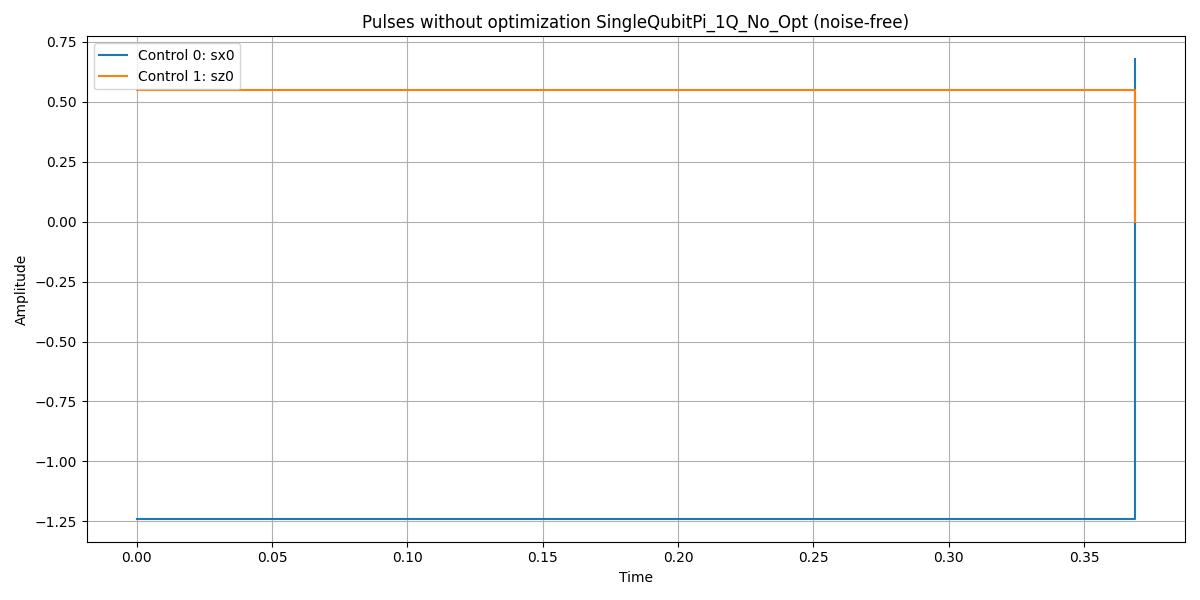 Pulses without optimization SingleQubitPi_1Q_No_Opt (noise-free)
Control 0: sx0
Control 1: sz0
0.75
0.50
0.25
0.00
−0.25
−0.50
−0.75
−1.00
−1.25
Amplitude
0.00 0.05 0.10 0.15 0.20 0.25 0.30 0.35
Time